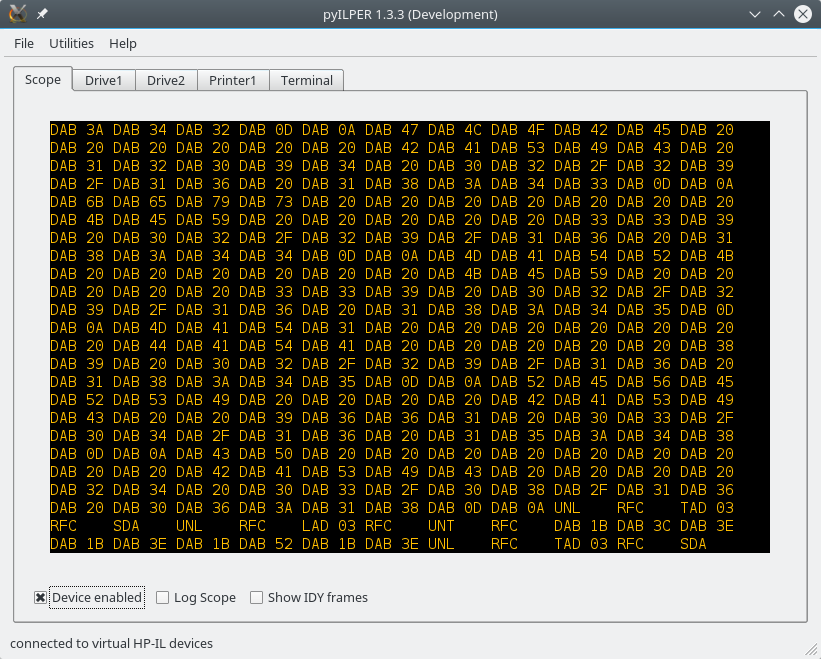 pyILPER 1.3.3 (Development)
File Utilities Help
Scope Drive1 Drive2 Printer1 Terminal
DAB 3A DAB 34 DAB 32 DAB 0D DAB 0A DAB 47 DAB 4C DAB 4F DAB 42 DAB 45 DAB 20
DAB 20 DAB 20 DAB 20 DAB 20 DAB 20 DAB 42 DAB 41 DAB 53 DAB 49 DAB 43 DAB 20
DAB 31 DAB 32 DAB 30 DAB 39 DAB 34 DAB 20 DAB 30 DAB 32 DAB 2F DAB 32 DAB 39
DAB 2F DAB 31 DAB 36 DAB 20 DAB 31 DAB 38 DAB 3A DAB 34 DAB 33 DAB 0D DAB 0A
DAB 6B DAB 65 DAB 79 DAB 73 DAB 20 DAB 20 DAB 20 DAB 20 DAB 20 DAB 20 DAB 20
DAB 4B DAB 45 DAB 59 DAB 20 DAB 20 DAB 20 DAB 20 DAB 20 DAB 33 DAB 33 DAB 39
DAB 20 DAB 30 DAB 32 DAB 2F DAB 32 DAB 39 DAB 2F DAB 31 DAB 36 DAB 20 DAB 31
DAB 38 DAB 3A DAB 34 DAB 34 DAB 0D DAB 0A DAB 4D DAB 41 DAB 54 DAB 52 DAB 4B
DAB 20 DAB 20 DAB 20 DAB 20 DAB 20 DAB 20 DAB 4B DAB 45 DAB 59 DAB 20 DAB 20
DAB 20 DAB 20 DAB 20 DAB 33 DAB 33 DAB 39 DAB 20 DAB 30 DAB 32 DAB 2F DAB 32
DAB 39 DAB 2F DAB 31 DAB 36 DAB 20 DAB 31 DAB 38 DAB 3A DAB 34 DAB 35 DAB 0D
DAB 0A DAB 4D DAB 41 DAB 54 DAB 31 DAB 20 DAB 20 DAB 20 DAB 20 DAB 20 DAB 20
DAB 20 DAB 44 DAB 41 DAB 54 DAB 41 DAB 20 DAB 20 DAB 20 DAB 20 DAB 20 DAB 38
DAB 39 DAB 20 DAB 30 DAB 32 DAB 2F DAB 32 DAB 39 DAB 2F DAB 31 DAB 36 DAB 20
DAB 31 DAB 38 DAB 3A DAB 34 DAB 35 DAB 0D DAB 0A DAB 52 DAB 45 DAB 56 DAB 45
DAB 52 DAB 53 DAB 49 DAB 20 DAB 20 DAB 20 DAB 20 DAB 42 DAB 41 DAB 53 DAB 49
DAB 43 DAB 20 DAB 20 DAB 39 DAB 36 DAB 36 DAB 31 DAB 20 DAB 30 DAB 33 DAB 2F
DAB 30 DAB 34 DAB 2F DAB 31 DAB 36 DAB 20 DAB 31 DAB 35 DAB 3A DAB 34 DAB 38
DAB 0D DAB 0A DAB 43 DAB 50 DAB 20 DAB 20 DAB 20 DAB 20 DAB 20 DAB 20 DAB 20
DAB 20 DAB 20 DAB 42 DAB 41 DAB 53 DAB 49 DAB 43 DAB 20 DAB 20 DAB 20 DAB 20
DAB 32 DAB 34 DAB 20 DAB 30 DAB 33 DAB 2F DAB 30 DAB 38 DAB 2F DAB 31 DAB 36
DAB 20 DAB 30 DAB 36 DAB 3A DAB 31 DAB 38 DAB 0D DAB 0A UNL RFC TAD 03
RFC SDA UNL RFC LAD 03 RFC UNT RFC DAB 1B DAB 3C DAB 3E
DAB 1B DAB 3E DAB 1B DAB 52 DAB 1B DAB 3E UNL RFC TAD 03 RFC SDA
Device enabled Log Scope Show IDY frames
connected to virtual HP-IL devices